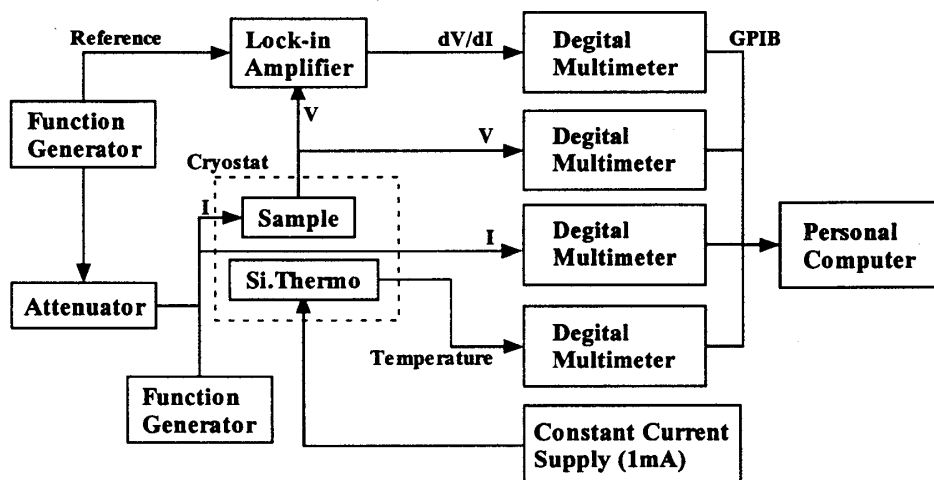 Reference
Lock-in
Amplifier
dV/dI
Degital
Multimeter
GPIB
Function
Generator
V
V
Degital
Multimeter
Cryostat
I
Sample
I
Degital
Multimeter
Personal
Computer
Si.Thermo
Attenuator
Temperature
Degital
Multimeter
Function
Generator
Constant Current
Supply (1mA)